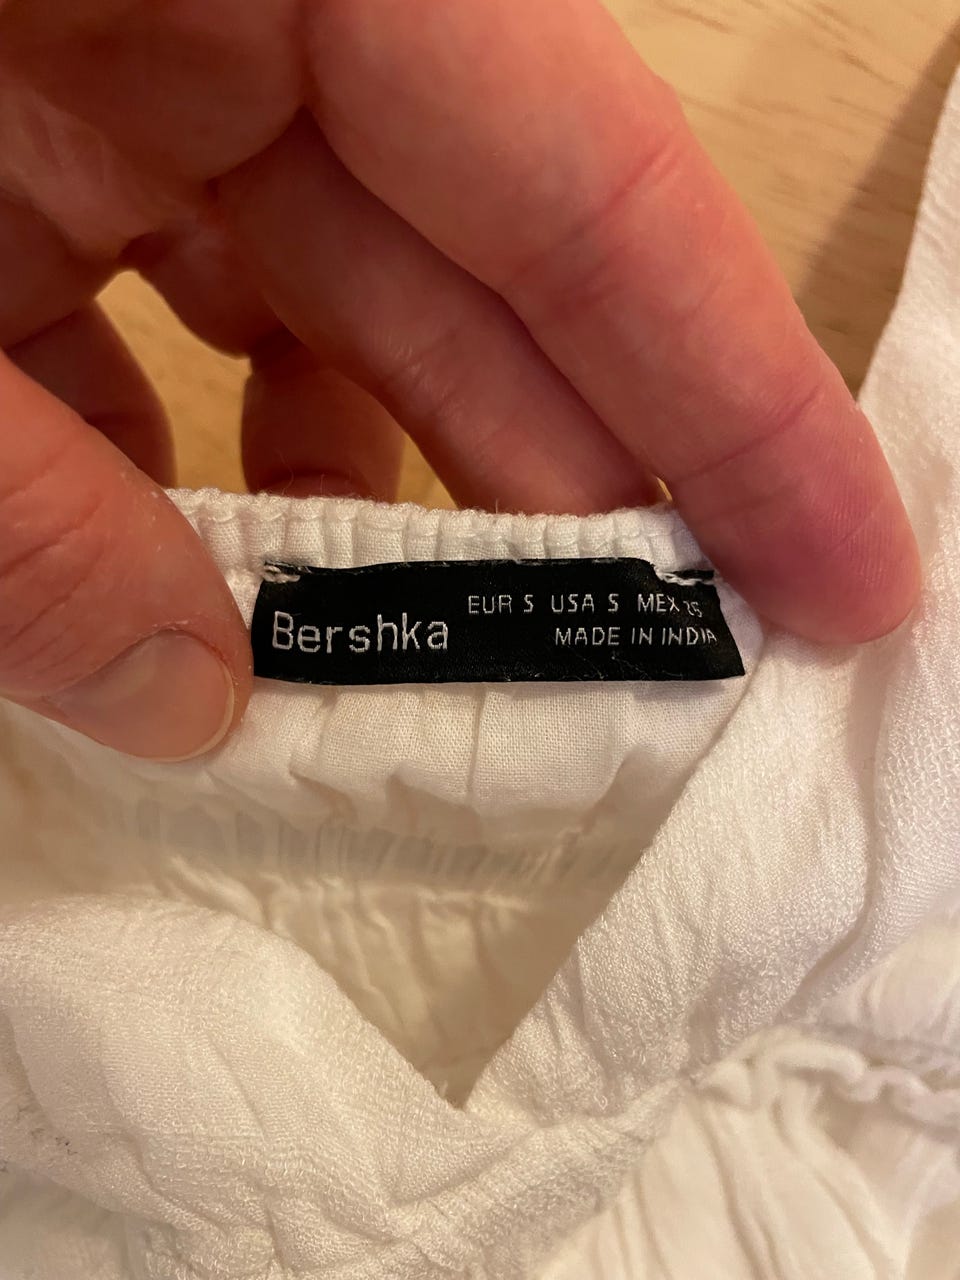 Bershka
EUR S USA S MEX 26
MADE IN INDIA